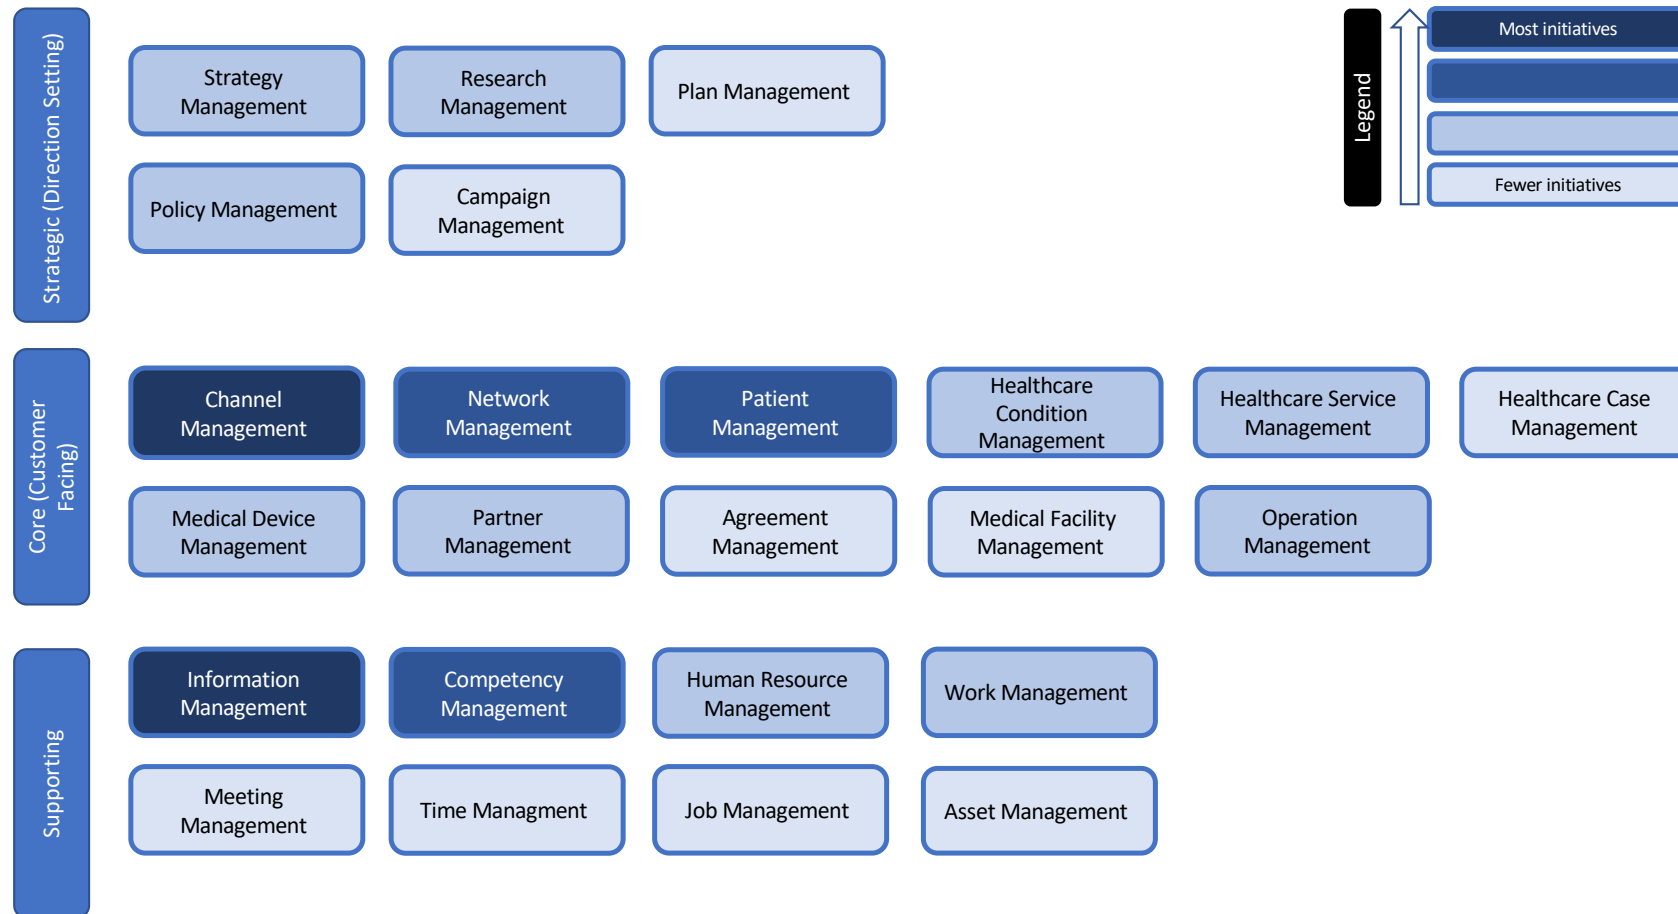 Strategic (Direction Setting)
Strategy
Management
Research
Management
Plan Management
Policy Management
Campaign
Management
Legend
Most initiatives
Fewer initiatives
Core (Customer
Facing)
Channel
Management
Network
Management
Patient
Management
Healthcare
Condition
Management
Healthcare Service
Management
Healthcare Case
Management
Medical Device
Management
Partner
Management
Agreement
Management
Medical Facility
Management
Operation
Management
Supporting
Information
Management
Competency
Management
Human Resource
Management
Work Management
Meeting
Management
Time Managment
Job Management
Asset Management